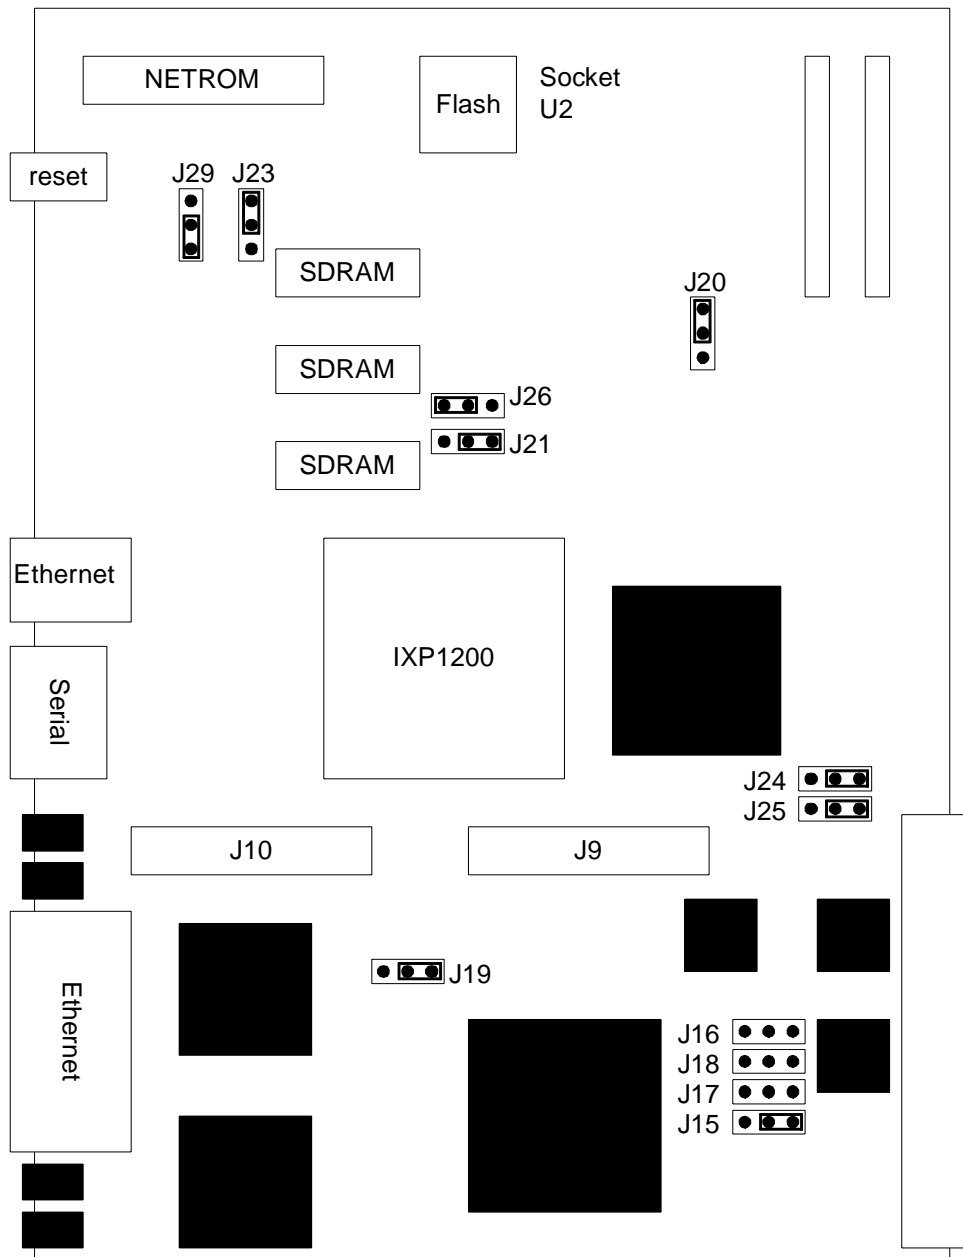 NETROM
Flash
Socket
U2
reset
J29
J23
SDRAM
J20
SDRAM
J26
J21
SDRAM
Ethernet
IXP1200
Serial
J24
J25
J10
J9
J19
Ethernet
J16
J18
J17
J15